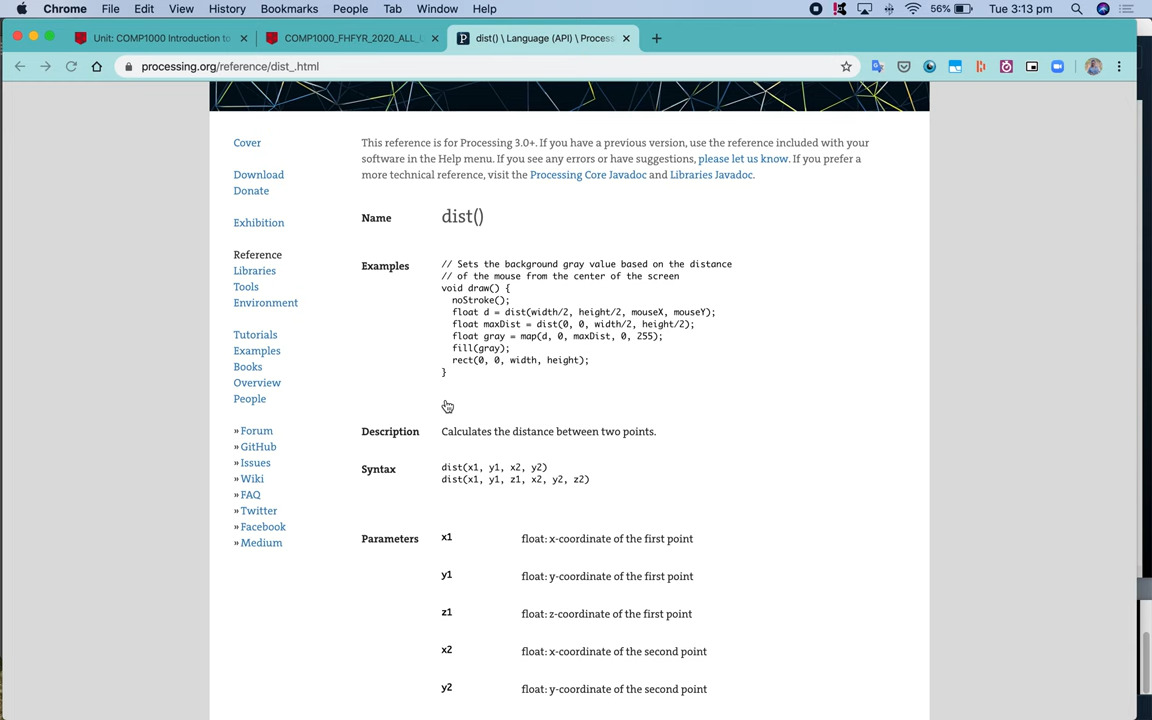 Chrome File Edit View History Bookmarks People Tab Window Help 56% Tue 3:13 pm
Unit: COMP1000 Introduction to COMP1000_FHFYR_2020_ALL_ dist() \ Language (API) \ Process
processing.org/reference/dist_.html
Cover
Download
Donate
Exhibition
Reference
Libraries
Tools
Environment
Tutorials
Examples
Books
Overview
People
» Forum
» GitHub
» Issues
» Wiki
» FAQ
» Twitter
» Facebook
» Medium
This reference is for Processing 3.0+. If you have a previous version, use the reference included with your
software in the Help menu. If you see any errors or have suggestions, please let us know. If you prefer a
more technical reference, visit the Processing Core Javadoc and Libraries Javadoc.
Name dist()
Examples // Sets the background gray value based on the distance
// of the mouse from the center of the screen
void draw() {
noStroke();
float d = dist(width/2, height/2, mouseX, mouseY);
float maxDist = dist(0, 0, width/2, height/2);
float gray = map(d, 0, maxDist, 0, 255);
fill(gray);
rect(0, 0, width, height);
}
Description Calculates the distance between two points.
Syntax dist(x1, y1, x2, y2)
dist(x1, y1, z1, x2, y2, z2)
Parameters x1 float: x-coordinate of the first point
y1 float: y-coordinate of the first point
z1 float: z-coordinate of the first point
x2 float: x-coordinate of the second point
y2 float: y-coordinate of the second point